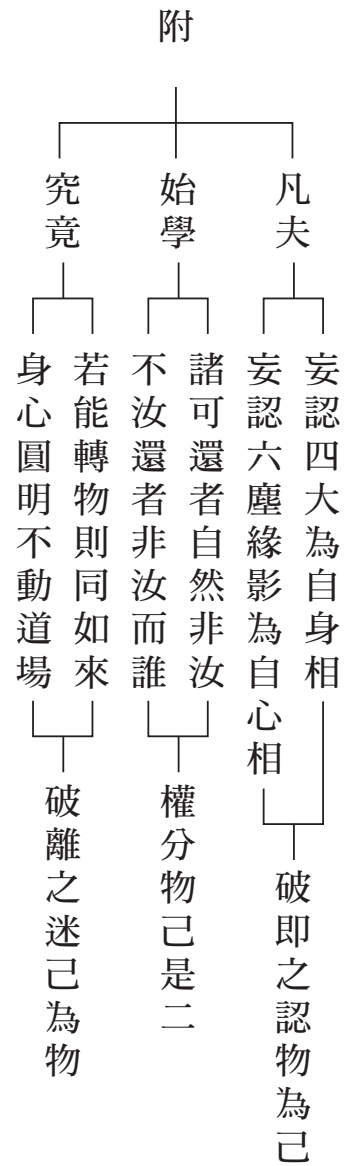 附
凡夫
妄認四大為自身相
妄認六塵緣影為自心相
破即之認物為己
始學
諸可還者自然非汝
不汝還者非汝而誰
權分物己是二
究竟
若能轉物則同如來
身心圓明不動道場
破離之迷己為物